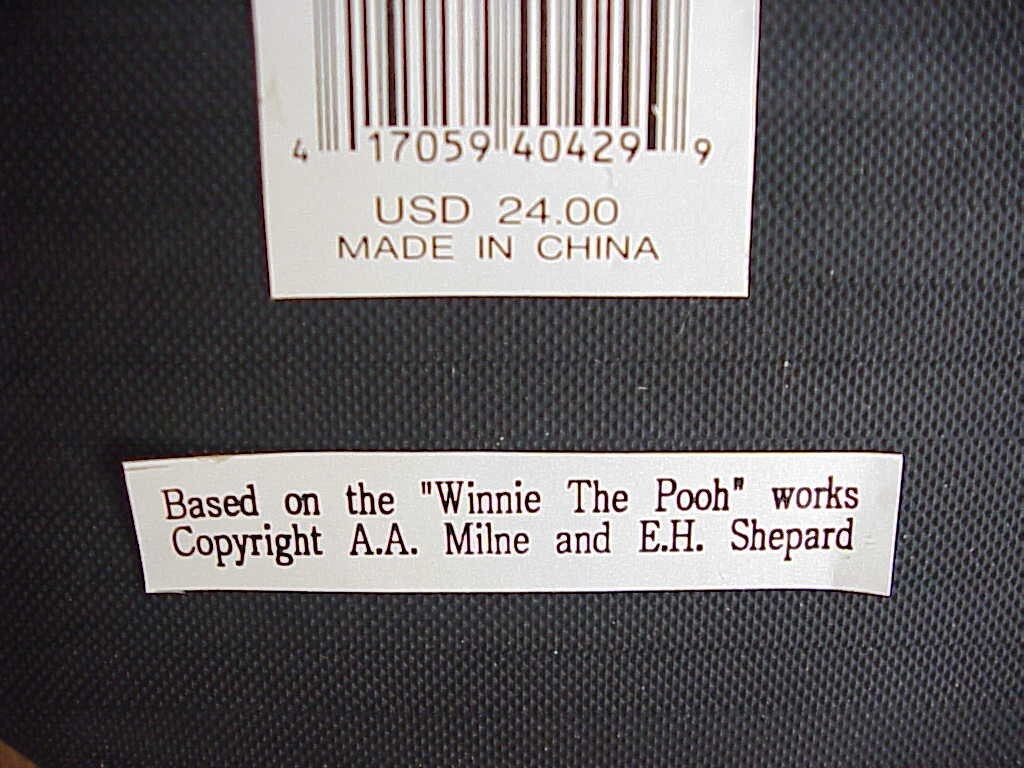 4 17059 40429 9
USD 24.00
MADE IN CHINA
Based on the "Winnie The Pooh" works
Copyright A.A. Milne and E.H. Shepard